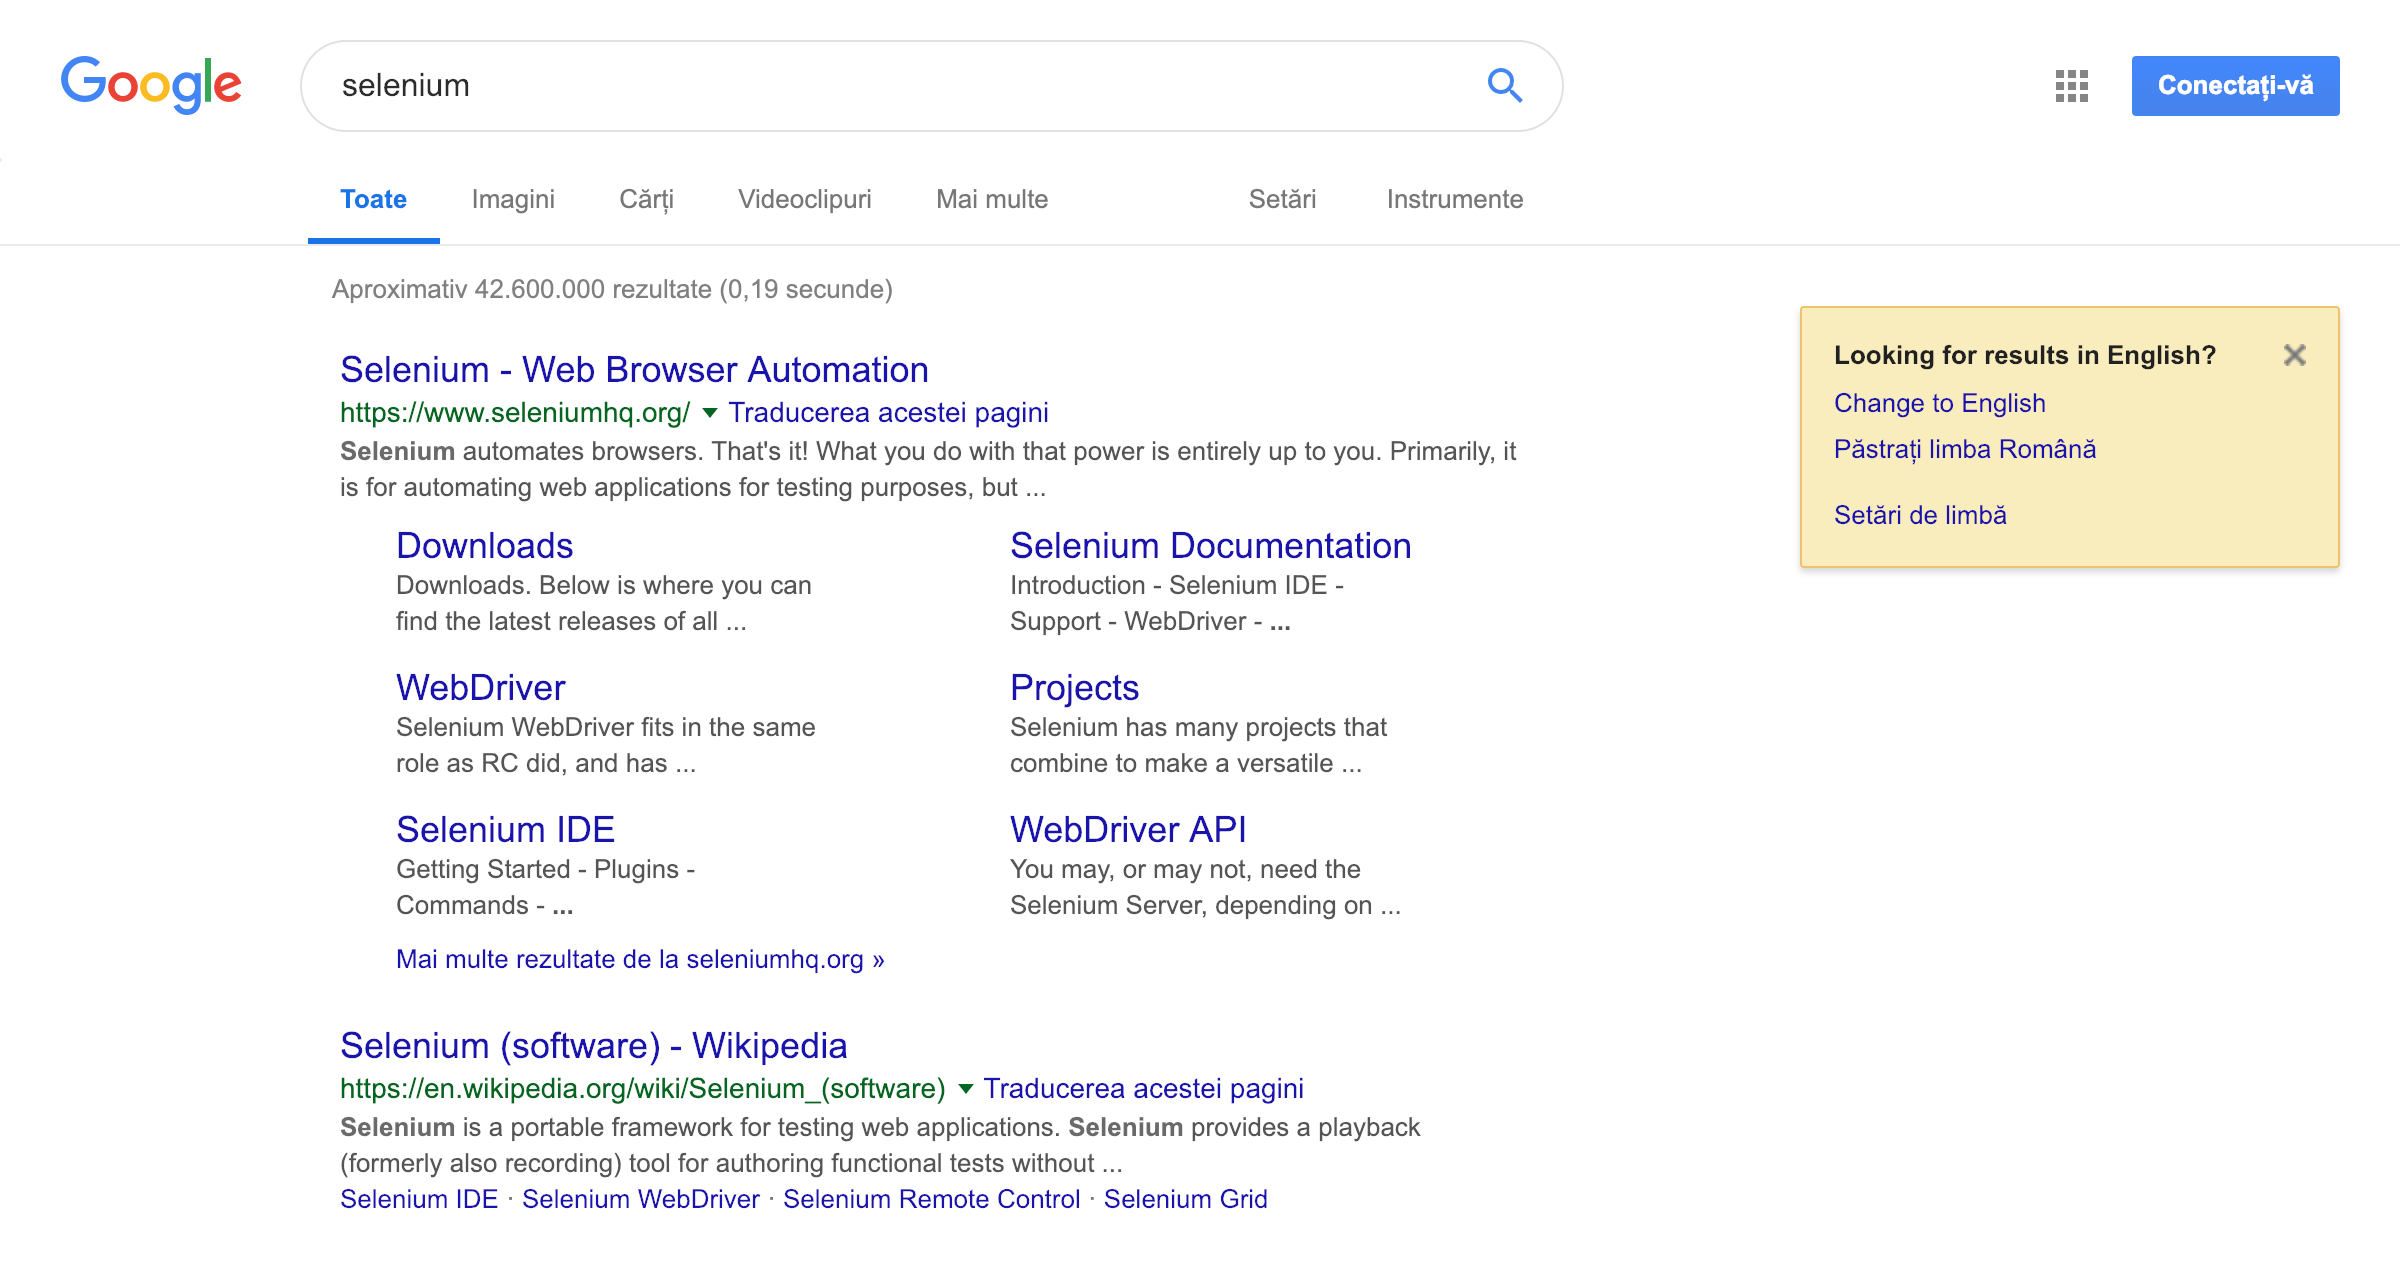 Google
selenium
Conectați-vă
Toate Imagini Cărți Videoclipuri Mai multe Setări Instrumente
Aproximativ 42.600.000 rezultate (0,19 secunde)
Selenium - Web Browser Automation
https://www.seleniumhq.org/ Traducerea acestei pagini
Selenium automates browsers. That's it! What you do with that power is entirely up to you. Primarily, it
is for automating web applications for testing purposes, but ...
Downloads
Downloads. Below is where you can
find the latest releases of all ...
Selenium Documentation
Introduction - Selenium IDE -
Support - WebDriver - ...
WebDriver
Selenium WebDriver fits in the same
role as RC did, and has ...
Projects
Selenium has many projects that
combine to make a versatile ...
Selenium IDE
Getting Started - Plugins -
Commands - ...
WebDriver API
You may, or may not, need the
Selenium Server, depending on ...
Mai multe rezultate de la seleniumhq.org »
Selenium (software) - Wikipedia
https://en.wikipedia.org/wiki/Selenium_(software) Traducerea acestei pagini
Selenium is a portable framework for testing web applications. Selenium provides a playback
(formerly also recording) tool for authoring functional tests without ...
Selenium IDE · Selenium WebDriver · Selenium Remote Control · Selenium Grid
Looking for results in English?
Change to English
Păstrați limba Română
Setări de limbă